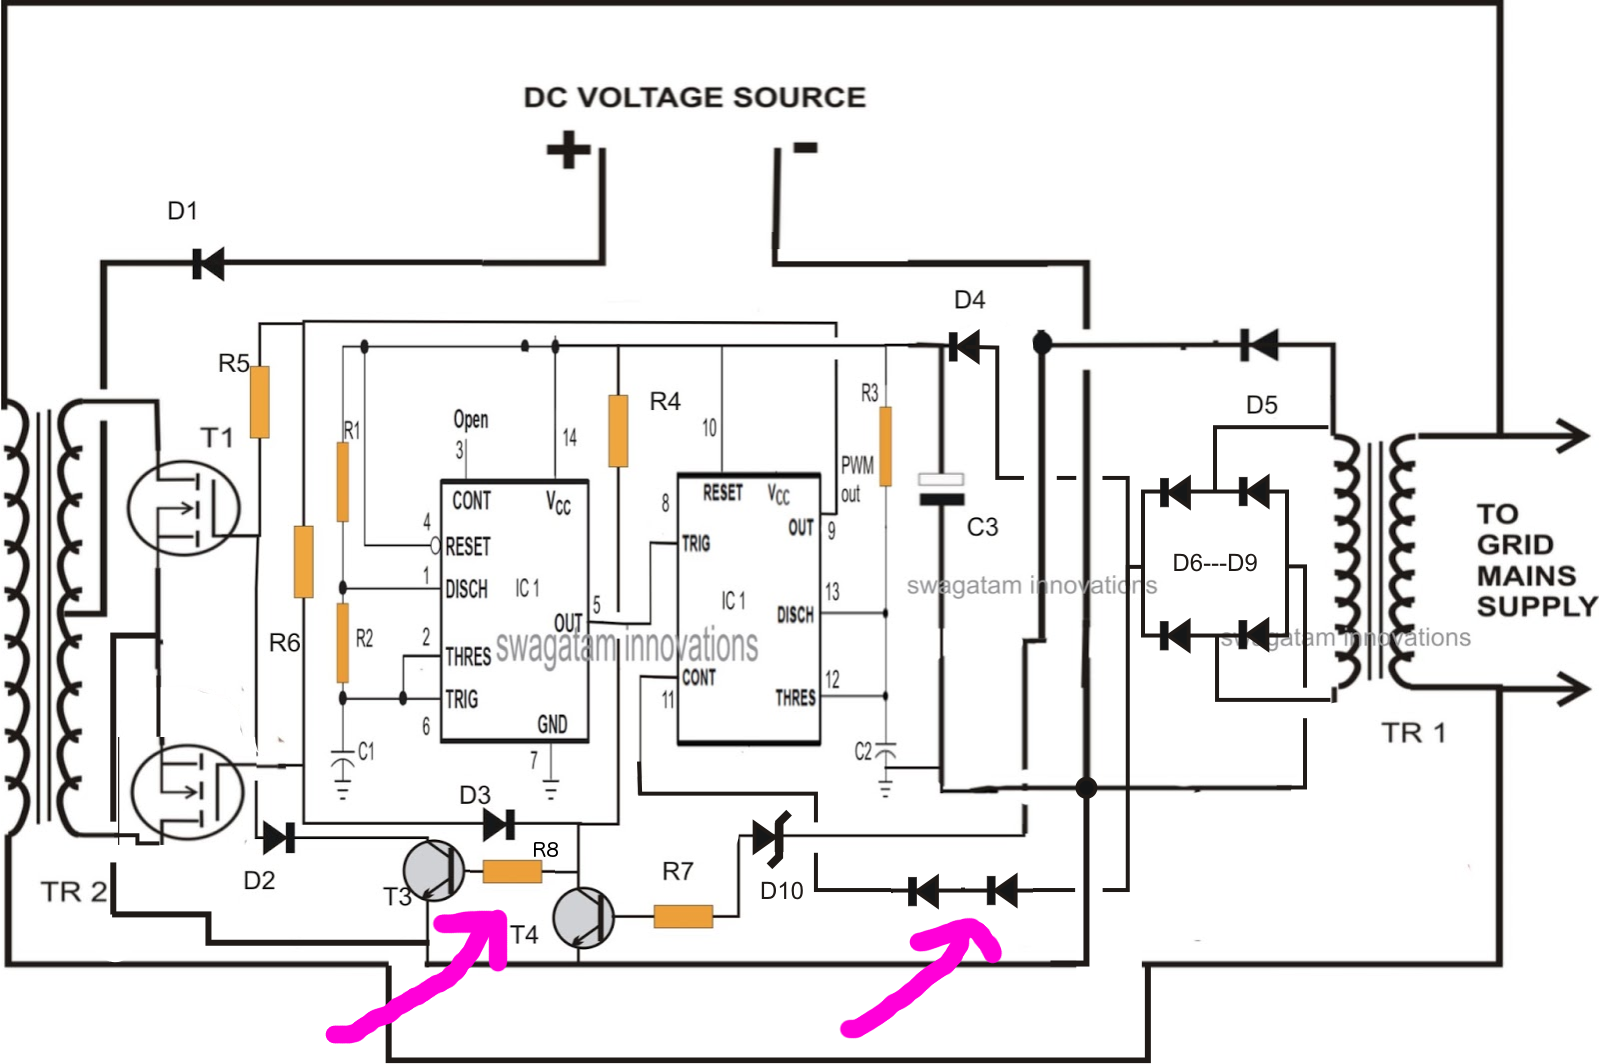 DC VOLTAGE SOURCE
+ -
D1
D4
R5
R4
R3
R1
Open
3
14
10
D5
T1
PWM
out
CONT
VCC
8
RESET
VCC
C3
4
RESET
TRIG
OUT
9
TO
GRID
MAINS
SUPPLY
D6---D9
1
DISCH
IC 1
5
IC 1
13
swagatam innovations
OUT
DISCH
R6
R2
2
THRES
swagatam innovations
CONT
swagatam innovations
TRIG
11
THRES
12
6
GND
7
C1
C2
TR 1
D3
R8
D2
T3
R7
D10
TR 2
T4